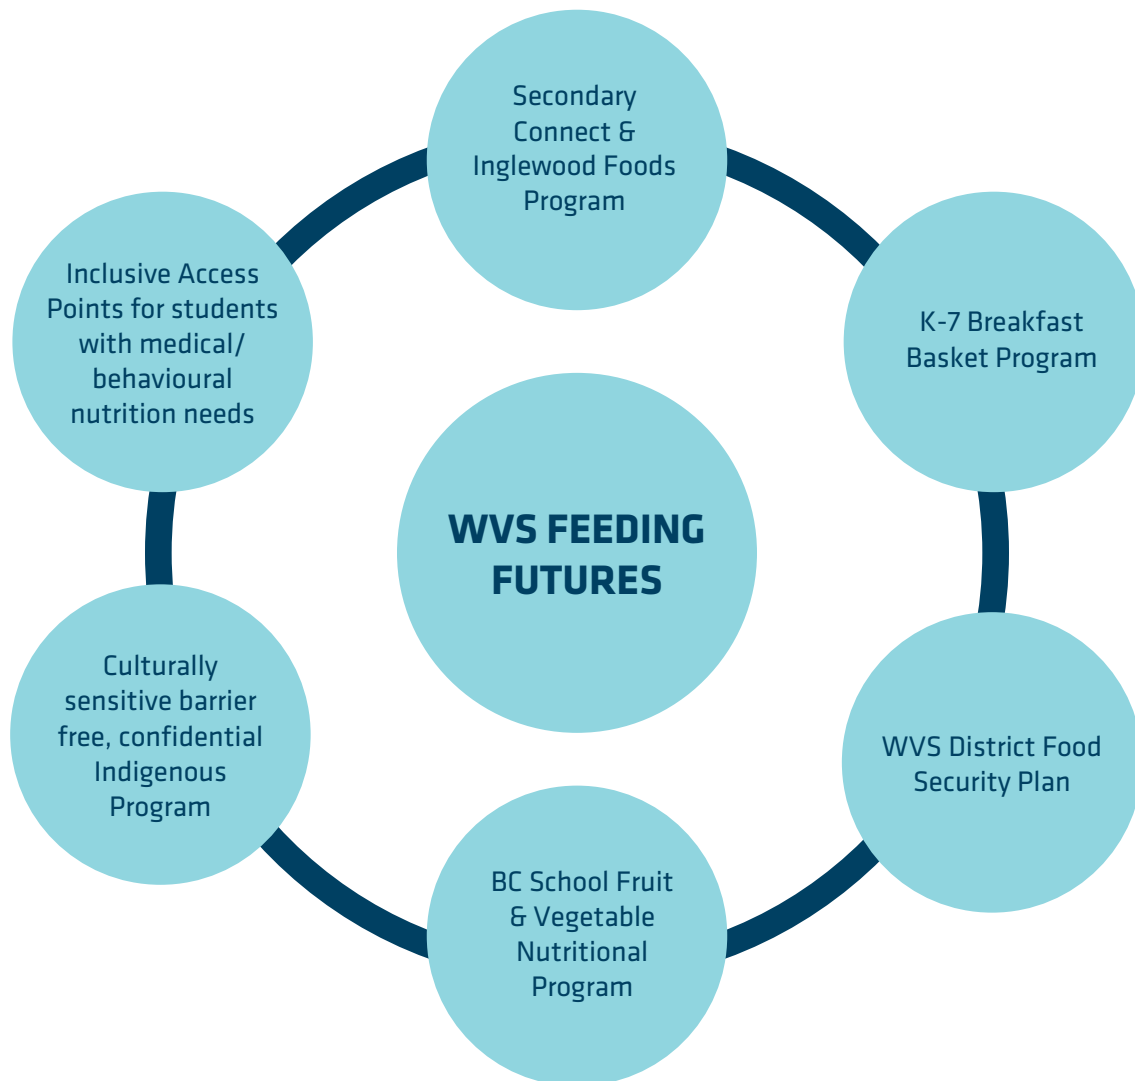 Secondary
Connect &
Inglewood Foods
Program
K-7 Breakfast
Basket Program
WVS District Food
Security Plan
BC School Fruit
& Vegetable
Nutritional
Program
Culturally
sensitive barrier
free, confidential
Indigenous
Program
Inclusive Access
Points for students
with medical/
behavioural
nutrition needs
WVS FEEDING
FUTURES